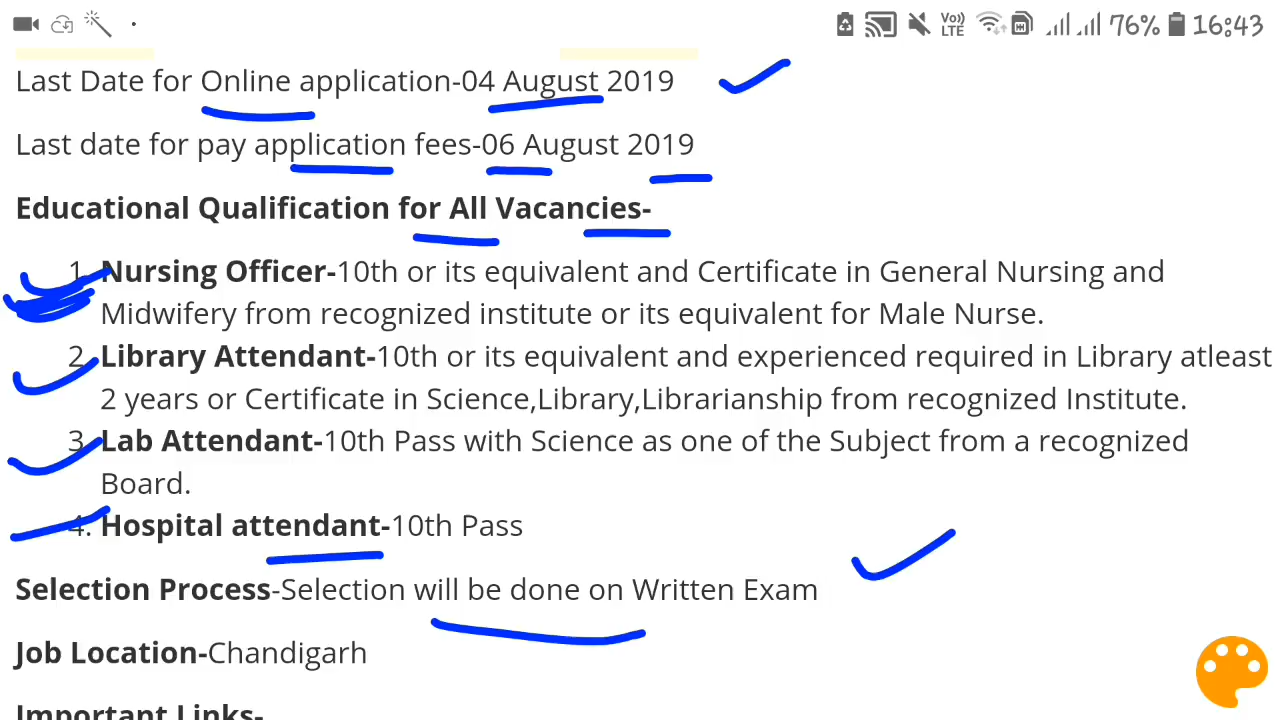 Vo)) LTE 76% 16:43
Last Date for Online application-04 August 2019
Last date for pay application fees-06 August 2019
Educational Qualification for All Vacancies-
1. Nursing Officer-10th or its equivalent and Certificate in General Nursing and
Midwifery from recognized institute or its equivalent for Male Nurse.
2. Library Attendant-10th or its equivalent and experienced required in Library atleast
2 years or Certificate in Science,Library,Librarianship from recognized Institute.
3. Lab Attendant-10th Pass with Science as one of the Subject from a recognized
Board.
4. Hospital attendant-10th Pass
Selection Process-Selection will be done on Written Exam
Job Location-Chandigarh
Important Links-